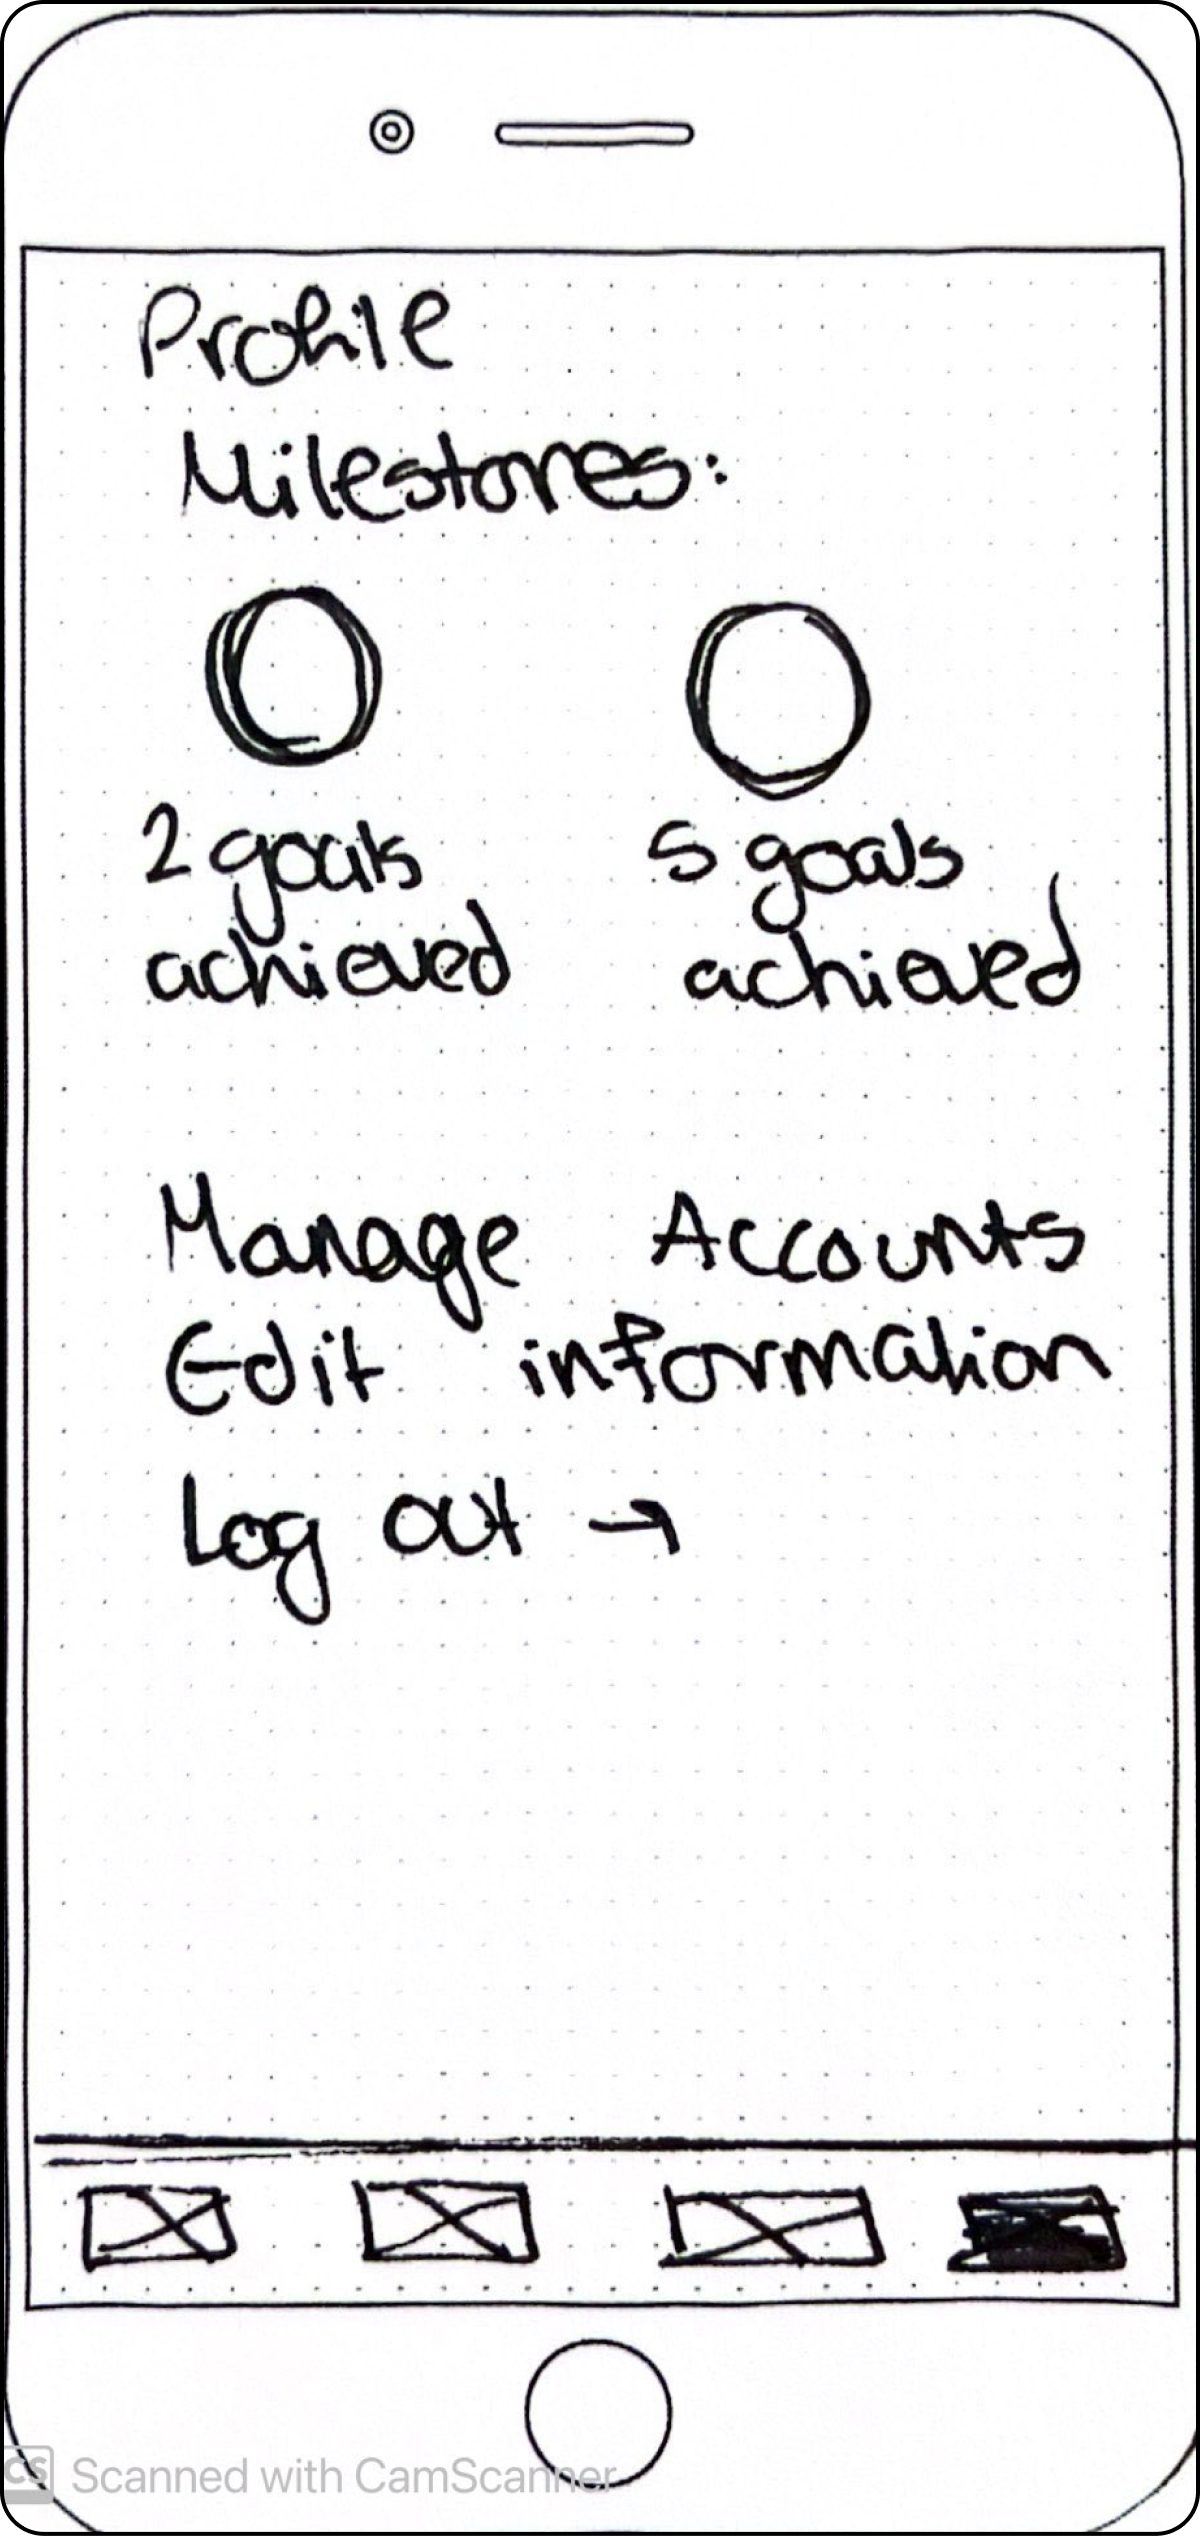 Profile
Milestones:
2 goals
achieved
5 goals
achieved
Manage Accounts
Edit information
Log out →
CS Scanned with CamScanner